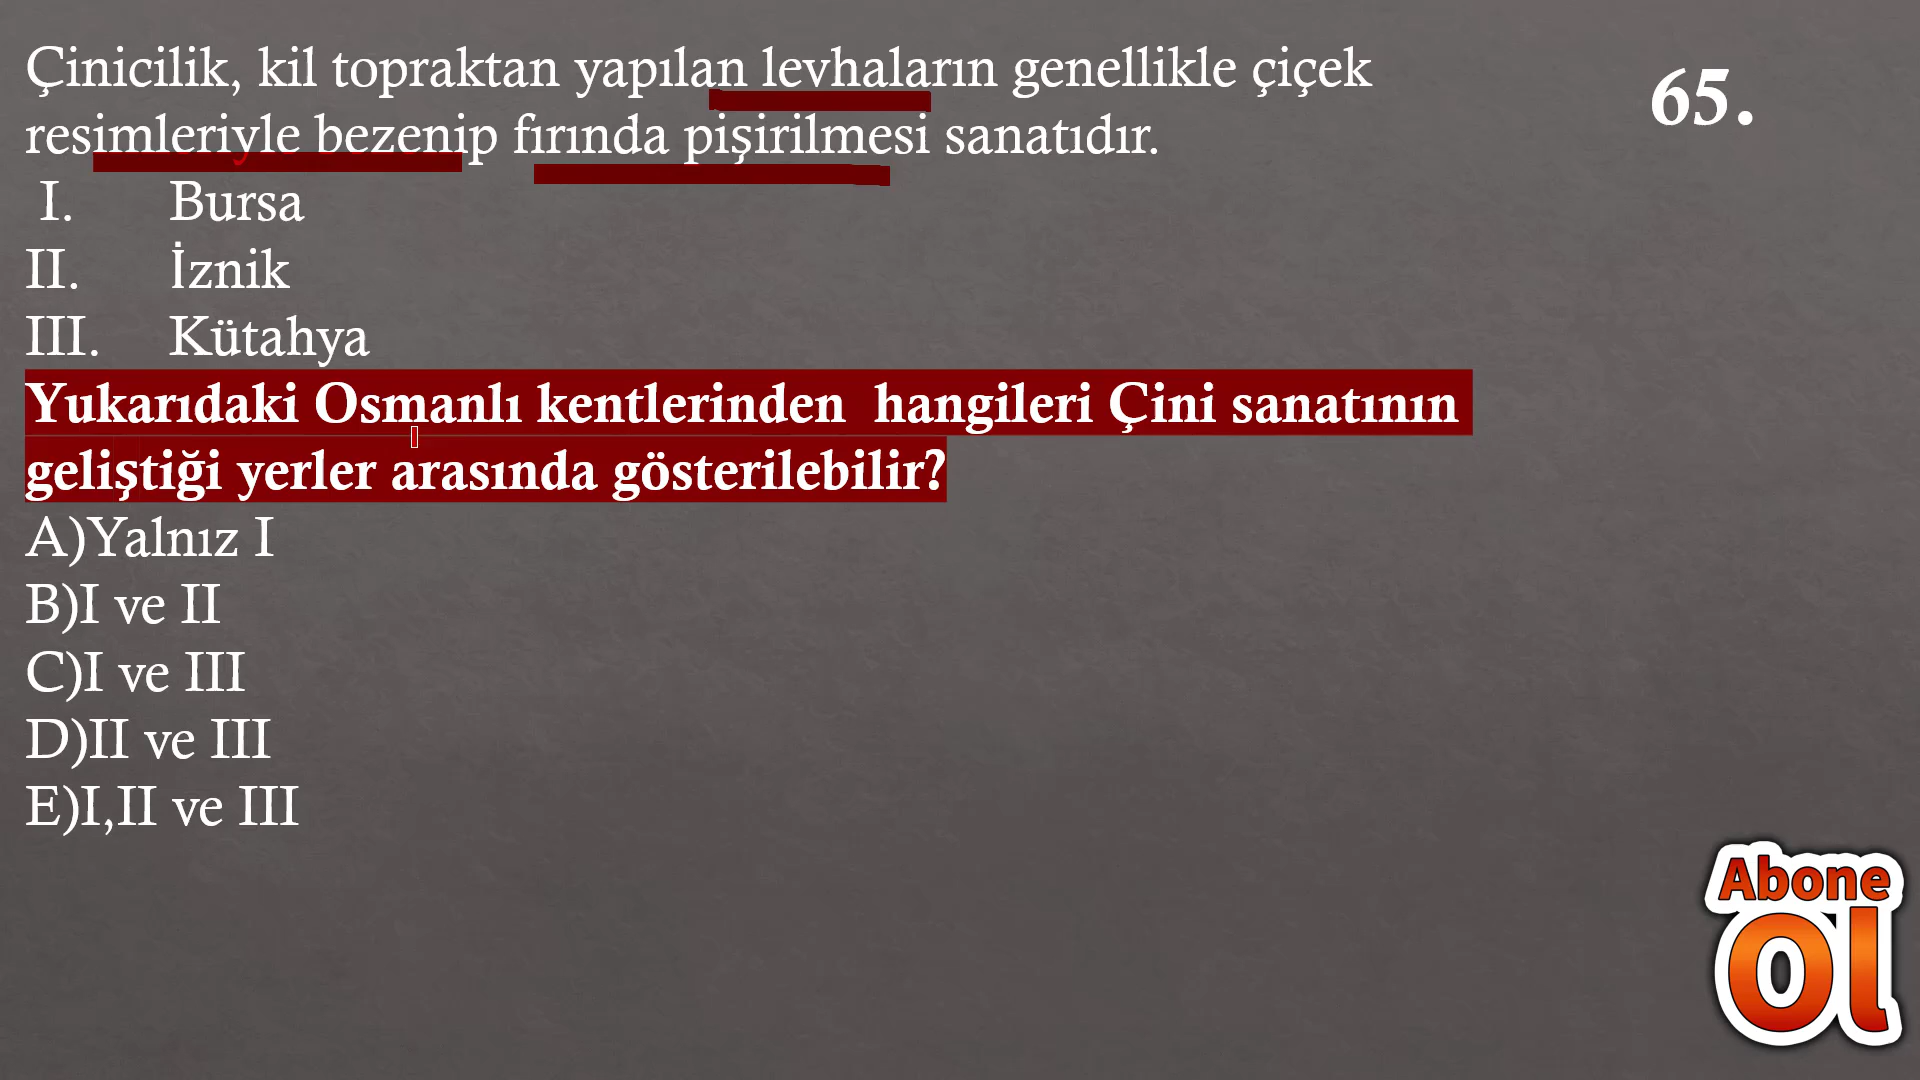 Çinicilik, kil topraktan yapılan levhaların genellikle çiçek
resimleriyle bezenip fırında pişirilmesi sanatıdır.
65.
I. Bursa
II. İznik
III. Kütahya
Yukarıdaki Osmanlı kentlerinden hangileri Çini sanatının
geliştiği yerler arasında gösterilebilir?
A)Yalnız I
B)I ve II
C)I ve III
D)II ve III
E)I,II ve III
Abone
Ol